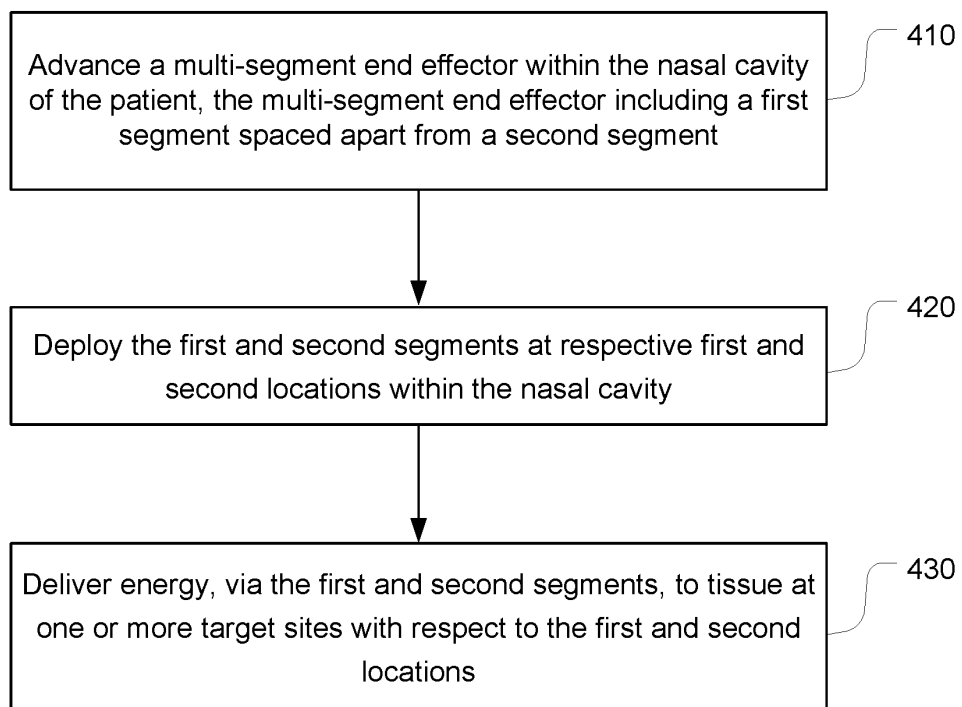 410
Advance a multi-segment end effector within the nasal cavity
of the patient, the multi-segment end effector including a first
segment spaced apart from a second segment
420
Deploy the first and second segments at respective first and
second locations within the nasal cavity
430
Deliver energy, via the first and second segments, to tissue at
one or more target sites with respect to the first and second
locations